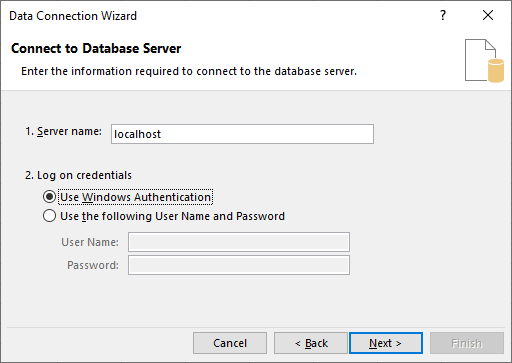 Data Connection Wizard
?
Connect to Database Server
Enter the information required to connect to the database server.
1. Server name: localhost
2. Log on credentials
Use Windows Authentication
Use the following User Name and Password
User Name:
Password:
Cancel < Back Next > Finish